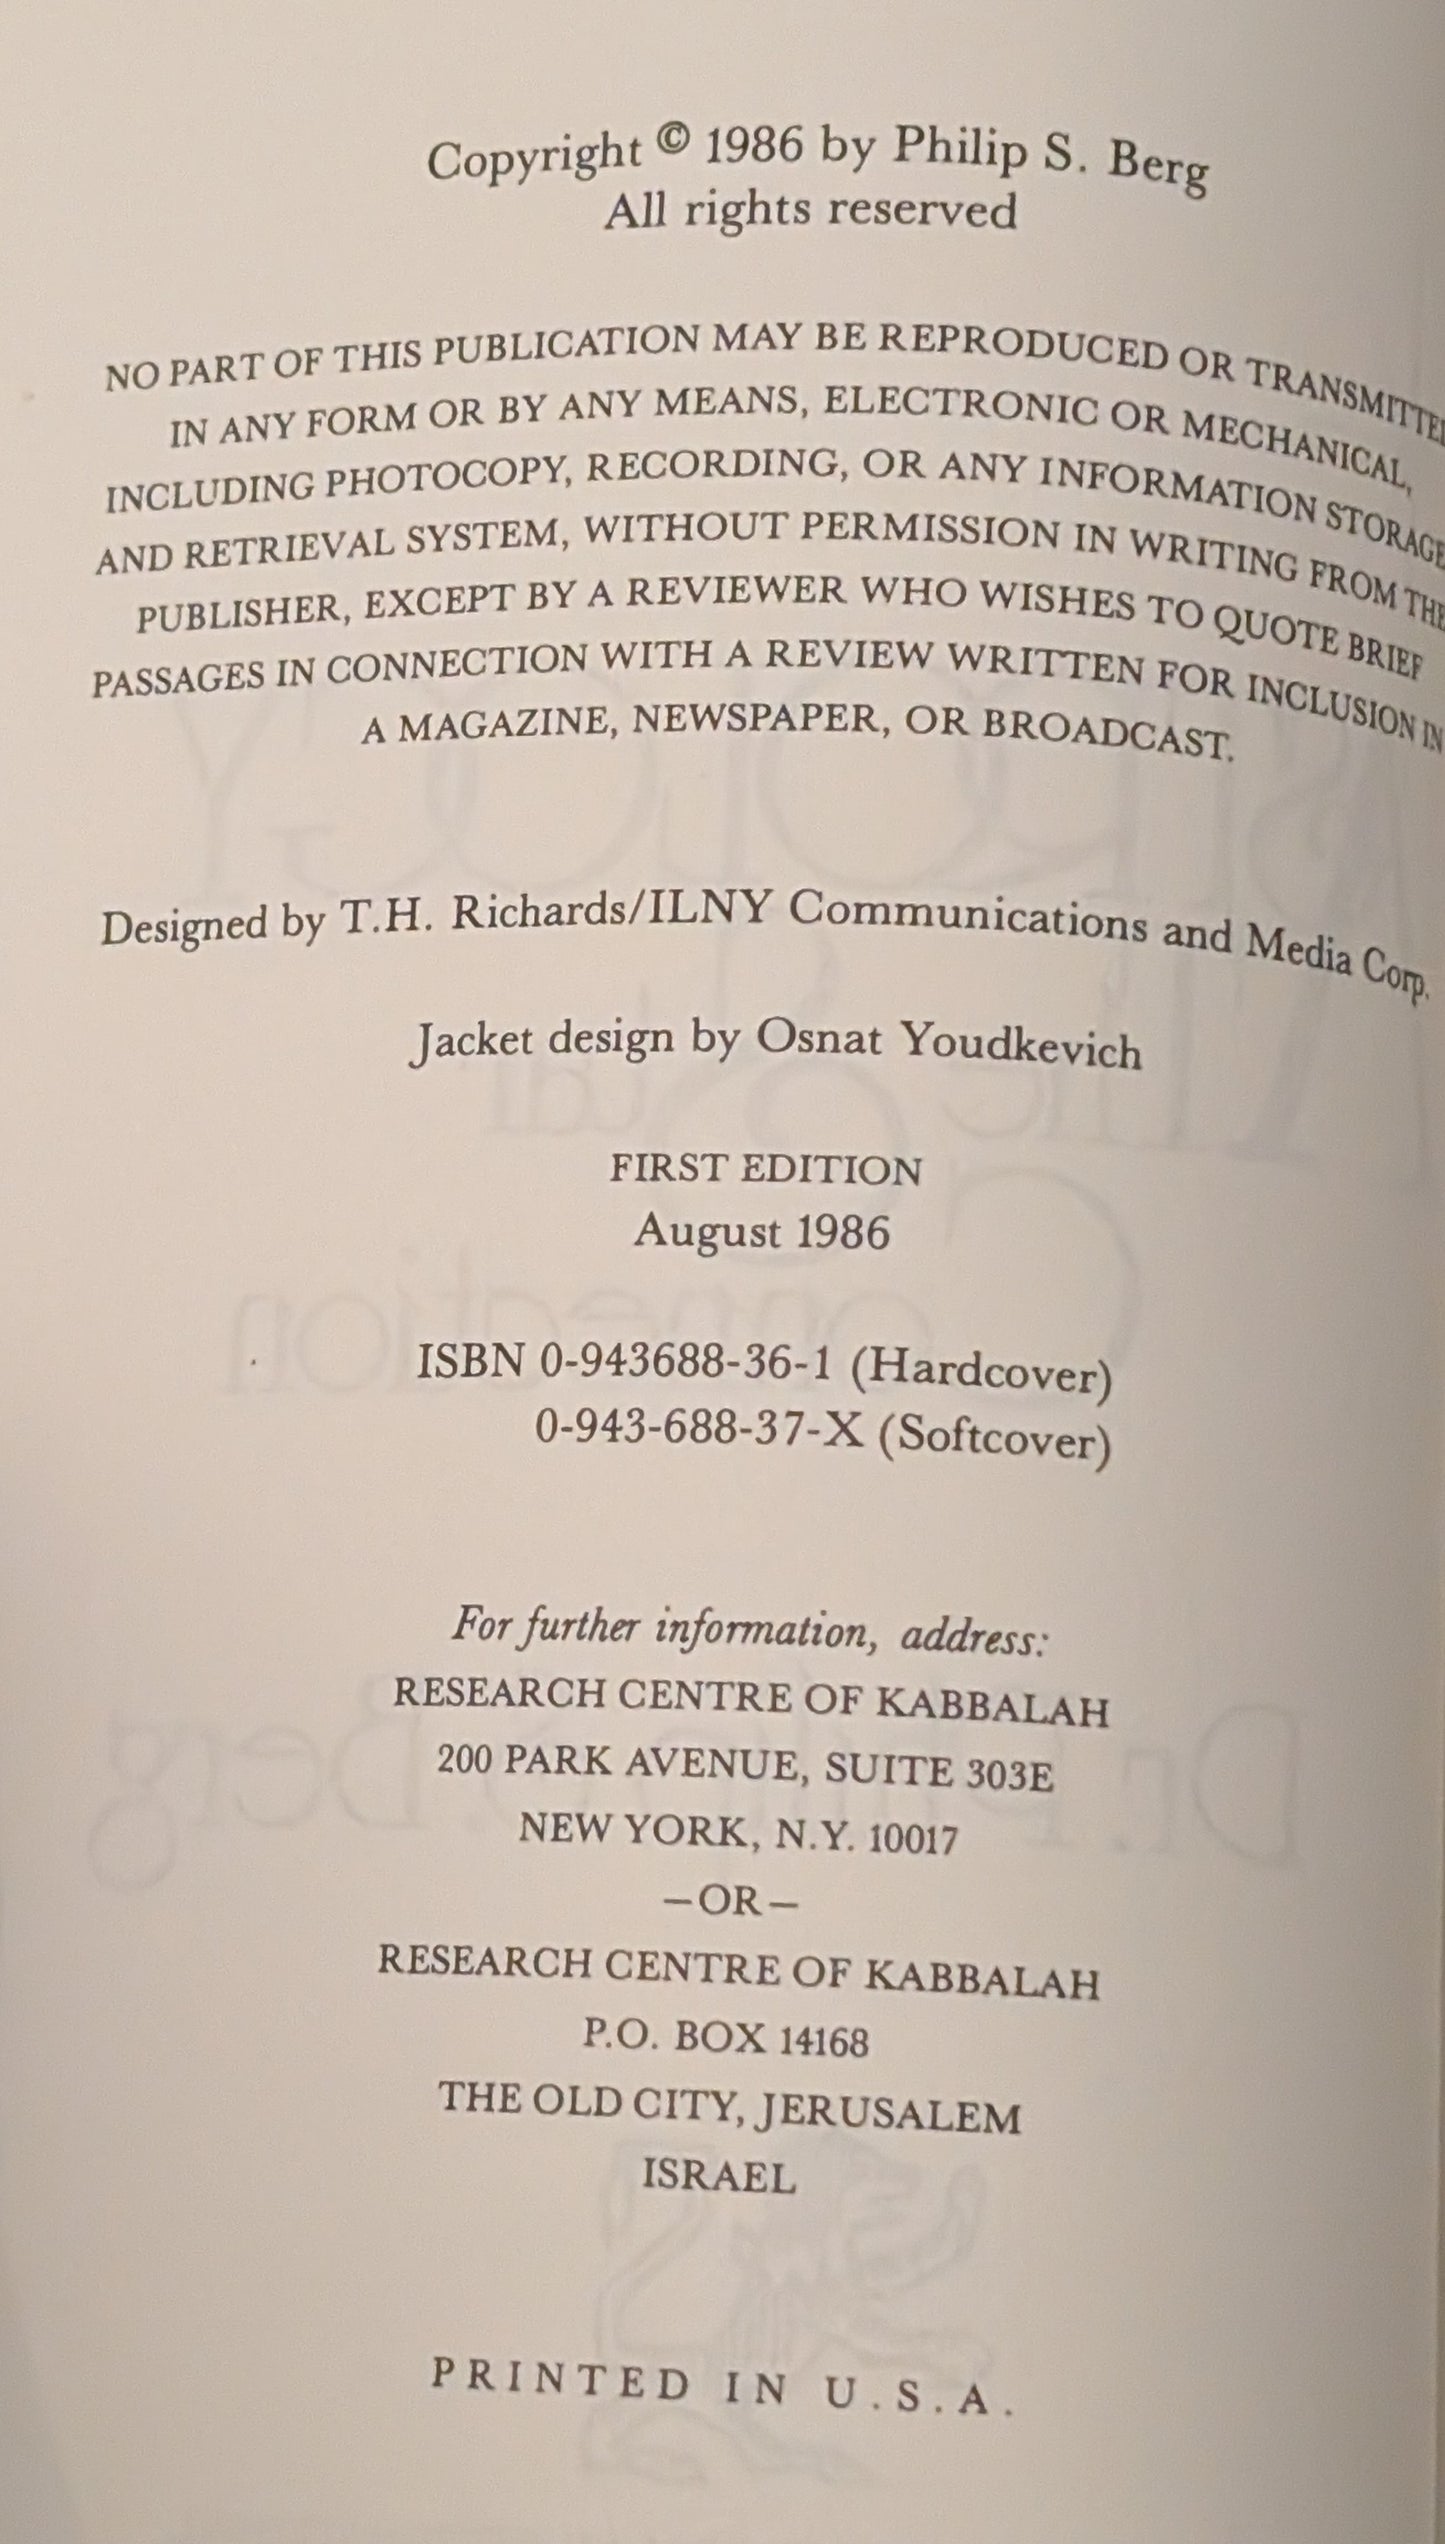 Copyright © 1986 by Philip S. Berg
All rights reserved
NO PART OF THIS PUBLICATION MAY BE REPRODUCED OR TRANSMITTED
IN ANY FORM OR BY ANY MEANS, ELECTRONIC OR MECHANICAL,
INCLUDING PHOTOCOPY, RECORDING, OR ANY INFORMATION STORAGE
AND RETRIEVAL SYSTEM, WITHOUT PERMISSION IN WRITING FROM THE
PUBLISHER, EXCEPT BY A REVIEWER WHO WISHES TO QUOTE BRIEF
PASSAGES IN CONNECTION WITH A REVIEW WRITTEN FOR INCLUSION IN
A MAGAZINE, NEWSPAPER, OR BROADCAST.
Designed by T.H. Richards/ILNY Communications and Media Corp.
Jacket design by Osnat Youdkevich
FIRST EDITION
August 1986
ISBN 0-943688-36-1 (Hardcover)
0-943-688-37-X (Softcover)
For further information, address:
RESEARCH CENTRE OF KABBALAH
200 PARK AVENUE, SUITE 303E
NEW YORK, N.Y. 10017
—OR—
RESEARCH CENTRE OF KABBALAH
P.O. BOX 14168
THE OLD CITY, JERUSALEM
ISRAEL
PRINTED IN U.S.A.